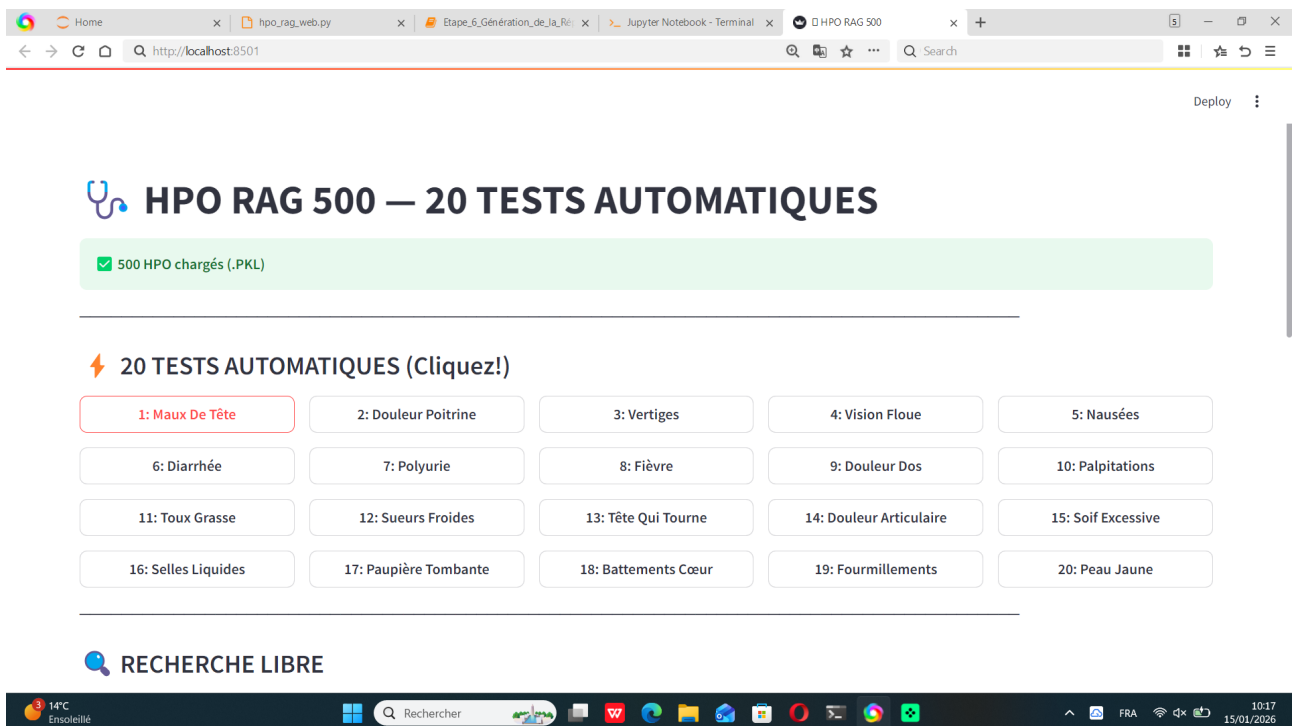 Home
hpo_rag_web.py
Etape_6_Génération_de_la_Ré
Jupyter Notebook - Terminal
HPO RAG 500
5
http://localhost:8501
Search
Deploy
HPO RAG 500 — 20 TESTS AUTOMATIQUES
500 HPO chargés (.PKL)
20 TESTS AUTOMATIQUES (Cliquez!)
1: Maux De Tête
2: Douleur Poitrine
3: Vertiges
4: Vision Floue
5: Nausées
6: Diarrhée
7: Polyurie
8: Fièvre
9: Douleur Dos
10: Palpitations
11: Toux Grasse
12: Sueurs Froides
13: Tête Qui Tourne
14: Douleur Articulaire
15: Soif Excessive
16: Selles Liquides
17: Paupière Tombante
18: Battements Cœur
19: Fourmillements
20: Peau Jaune
RECHERCHE LIBRE
3
14°C
Ensoleillé
Rechercher
FRA
10:17
15/01/2026